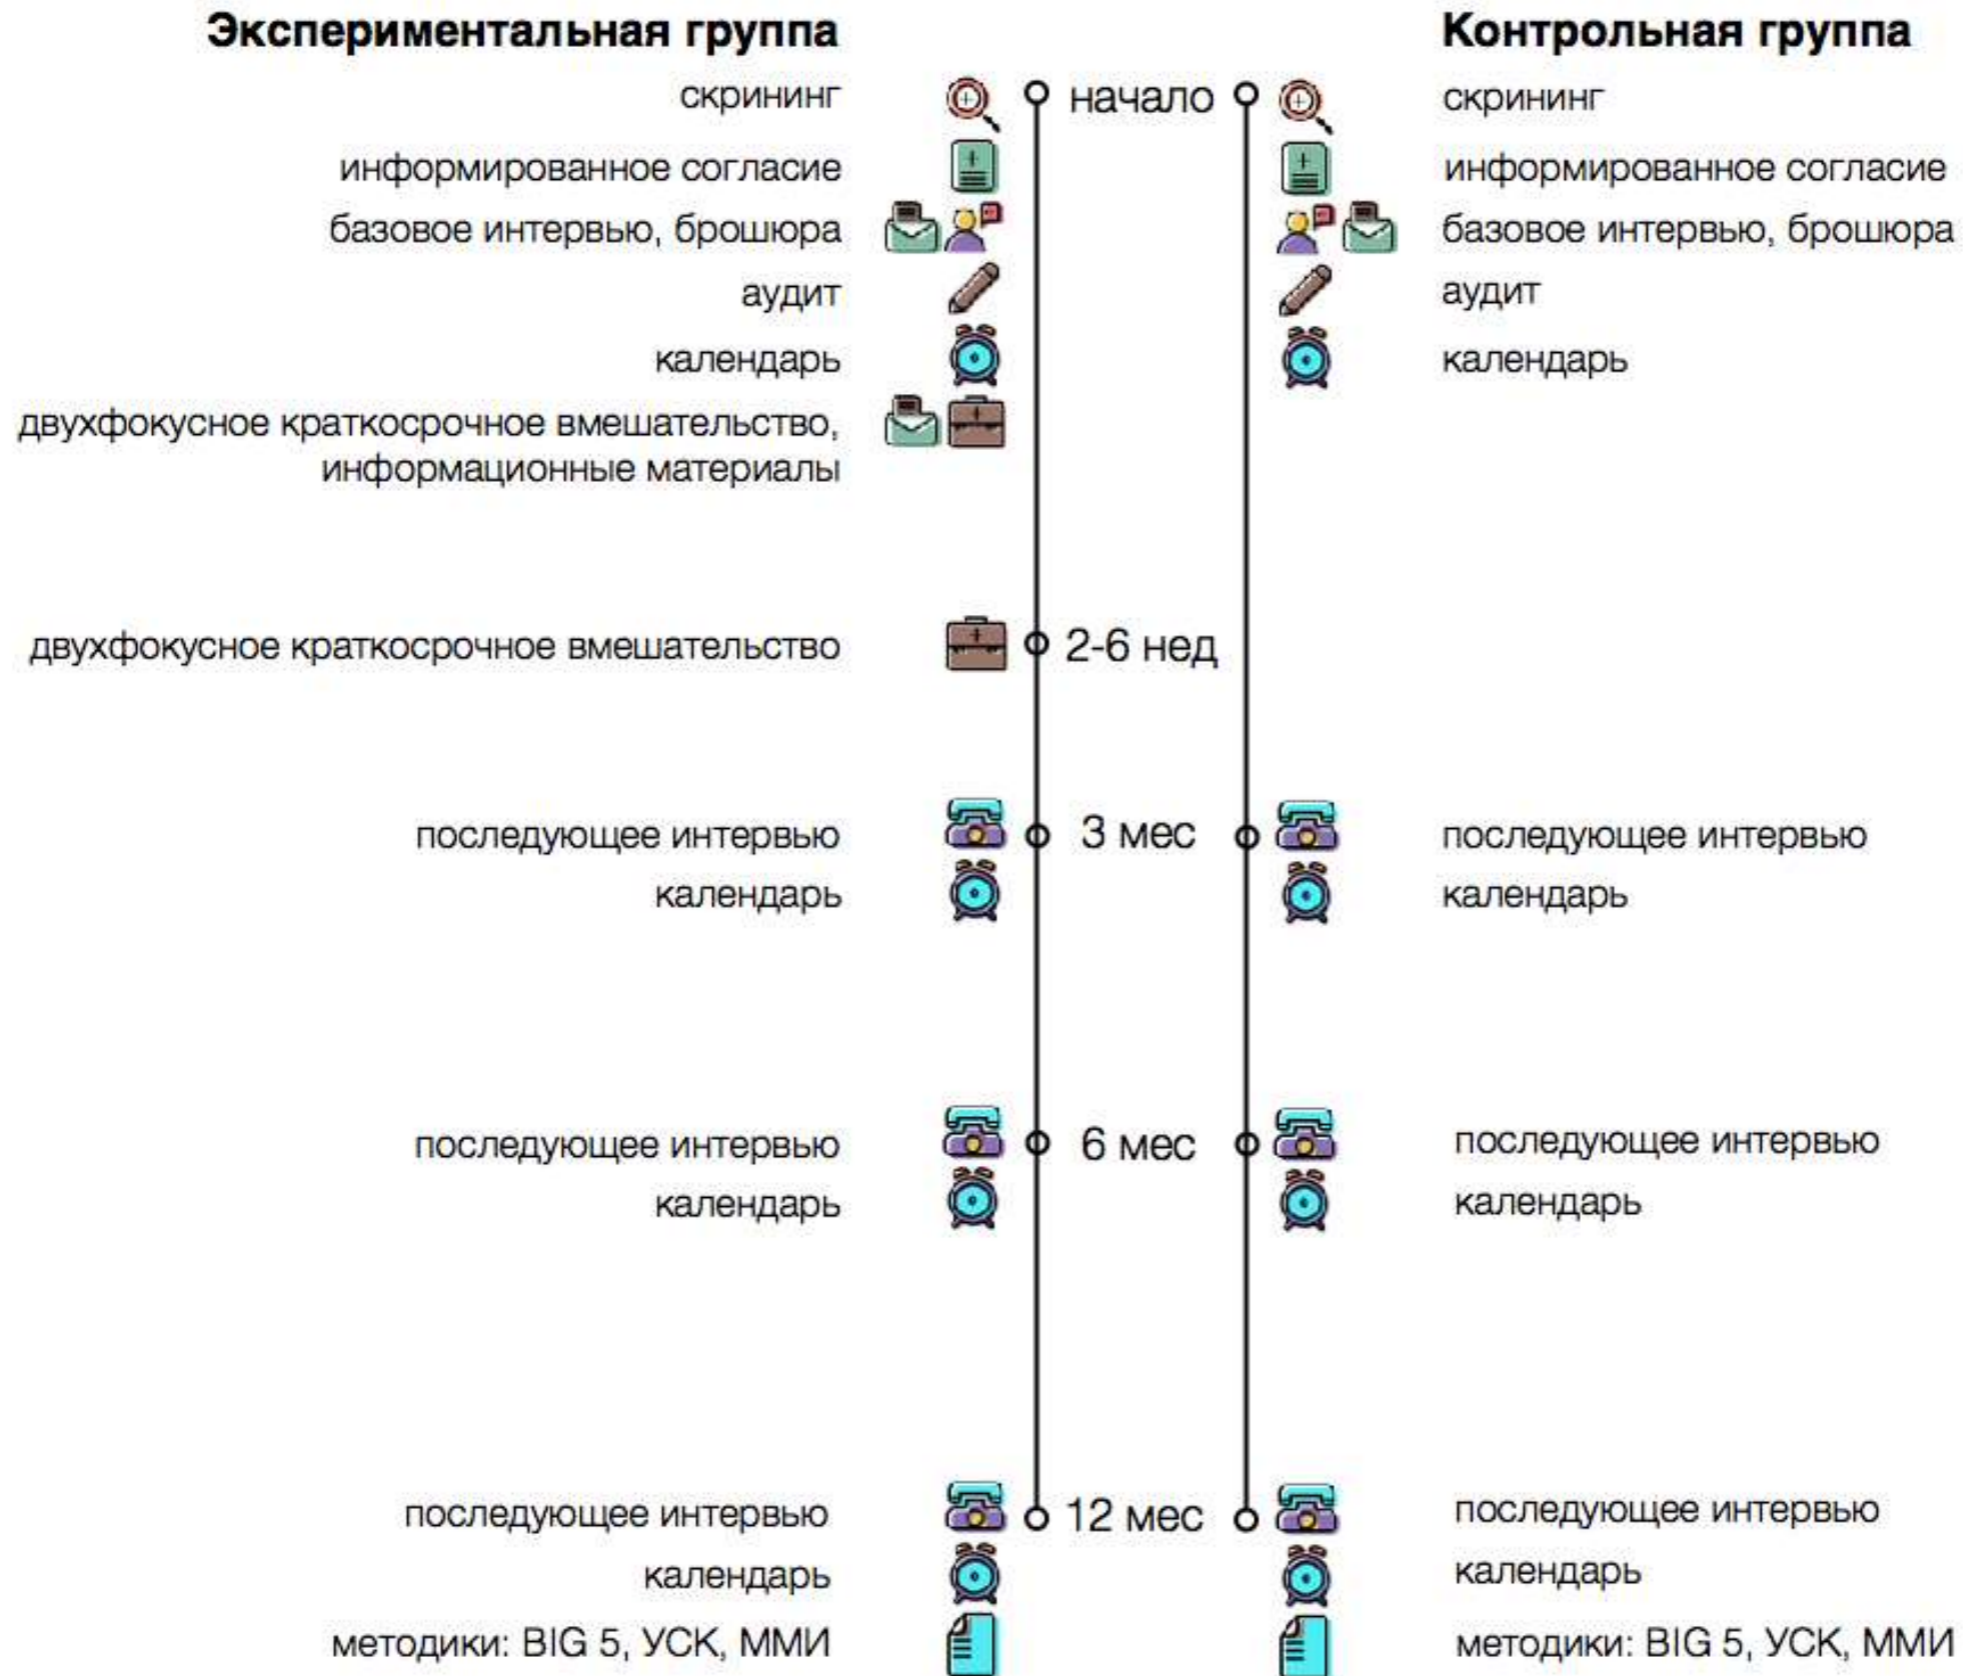 Экспериментальная группа
Контрольная группа
скрининг
начало
скрининг
информированное согласие
информированное согласие
базовое интервью, брошюра
базовое интервью, брошюра
аудит
аудит
календарь
календарь
двухфокусное краткосрочное вмешательство,
информационные материалы
двухфокусное краткосрочное вмешательство
2-6 нед
последующее интервью
3 мес
последующее интервью
календарь
календарь
последующее интервью
6 мес
последующее интервью
календарь
календарь
последующее интервью
12 мес
последующее интервью
календарь
календарь
методики: BIG 5, УСК, ММИ
методики: BIG 5, УСК, ММИ